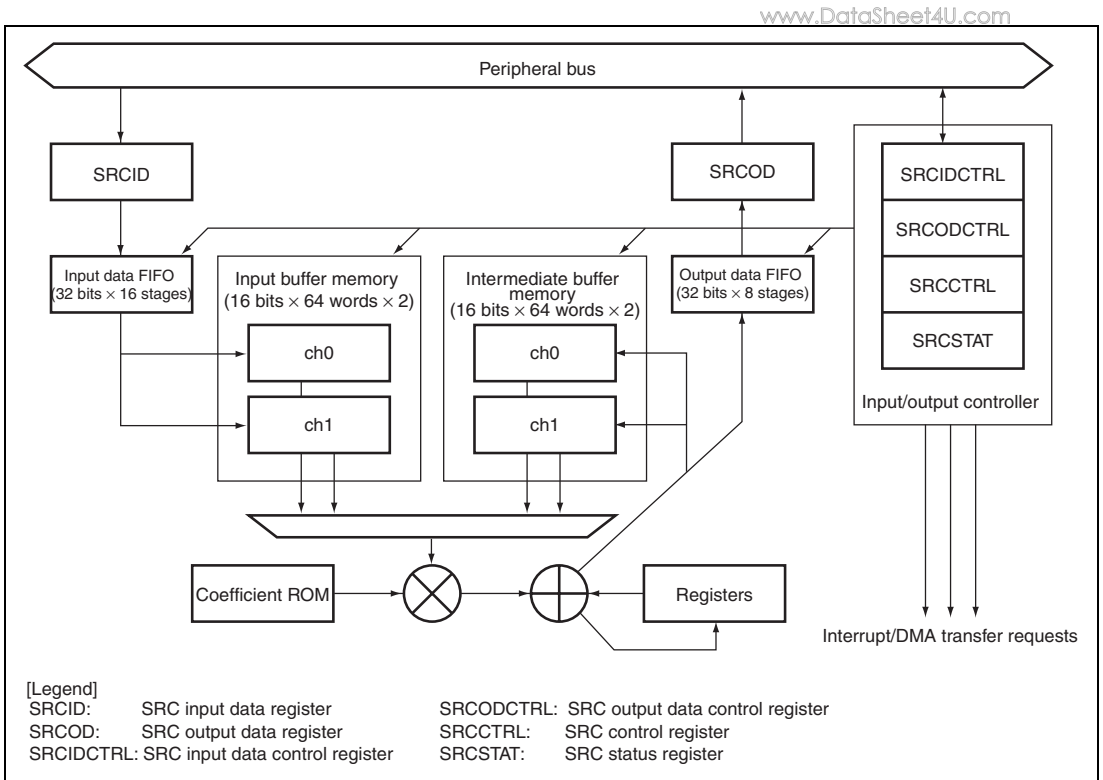 www.DataSheet4U.com
Peripheral bus
SRCID
SRCOD
SRCIDCTRL
SRCODCTRL
SRCCTRL
SRCSTAT
Input/output controller
Input data FIFO
(32 bits × 16 stages)
Input buffer memory
(16 bits × 64 words × 2)
ch0
ch1
Intermediate buffer
memory
(16 bits × 64 words × 2)
ch0
ch1
Output data FIFO
(32 bits × 8 stages)
Coefficient ROM
Registers
Interrupt/DMA transfer requests
[Legend]
SRCID: SRC input data register
SRCOD: SRC output data register
SRCIDCTRL: SRC input data control register
SRCODCTRL: SRC output data control register
SRCCTRL: SRC control register
SRCSTAT: SRC status register